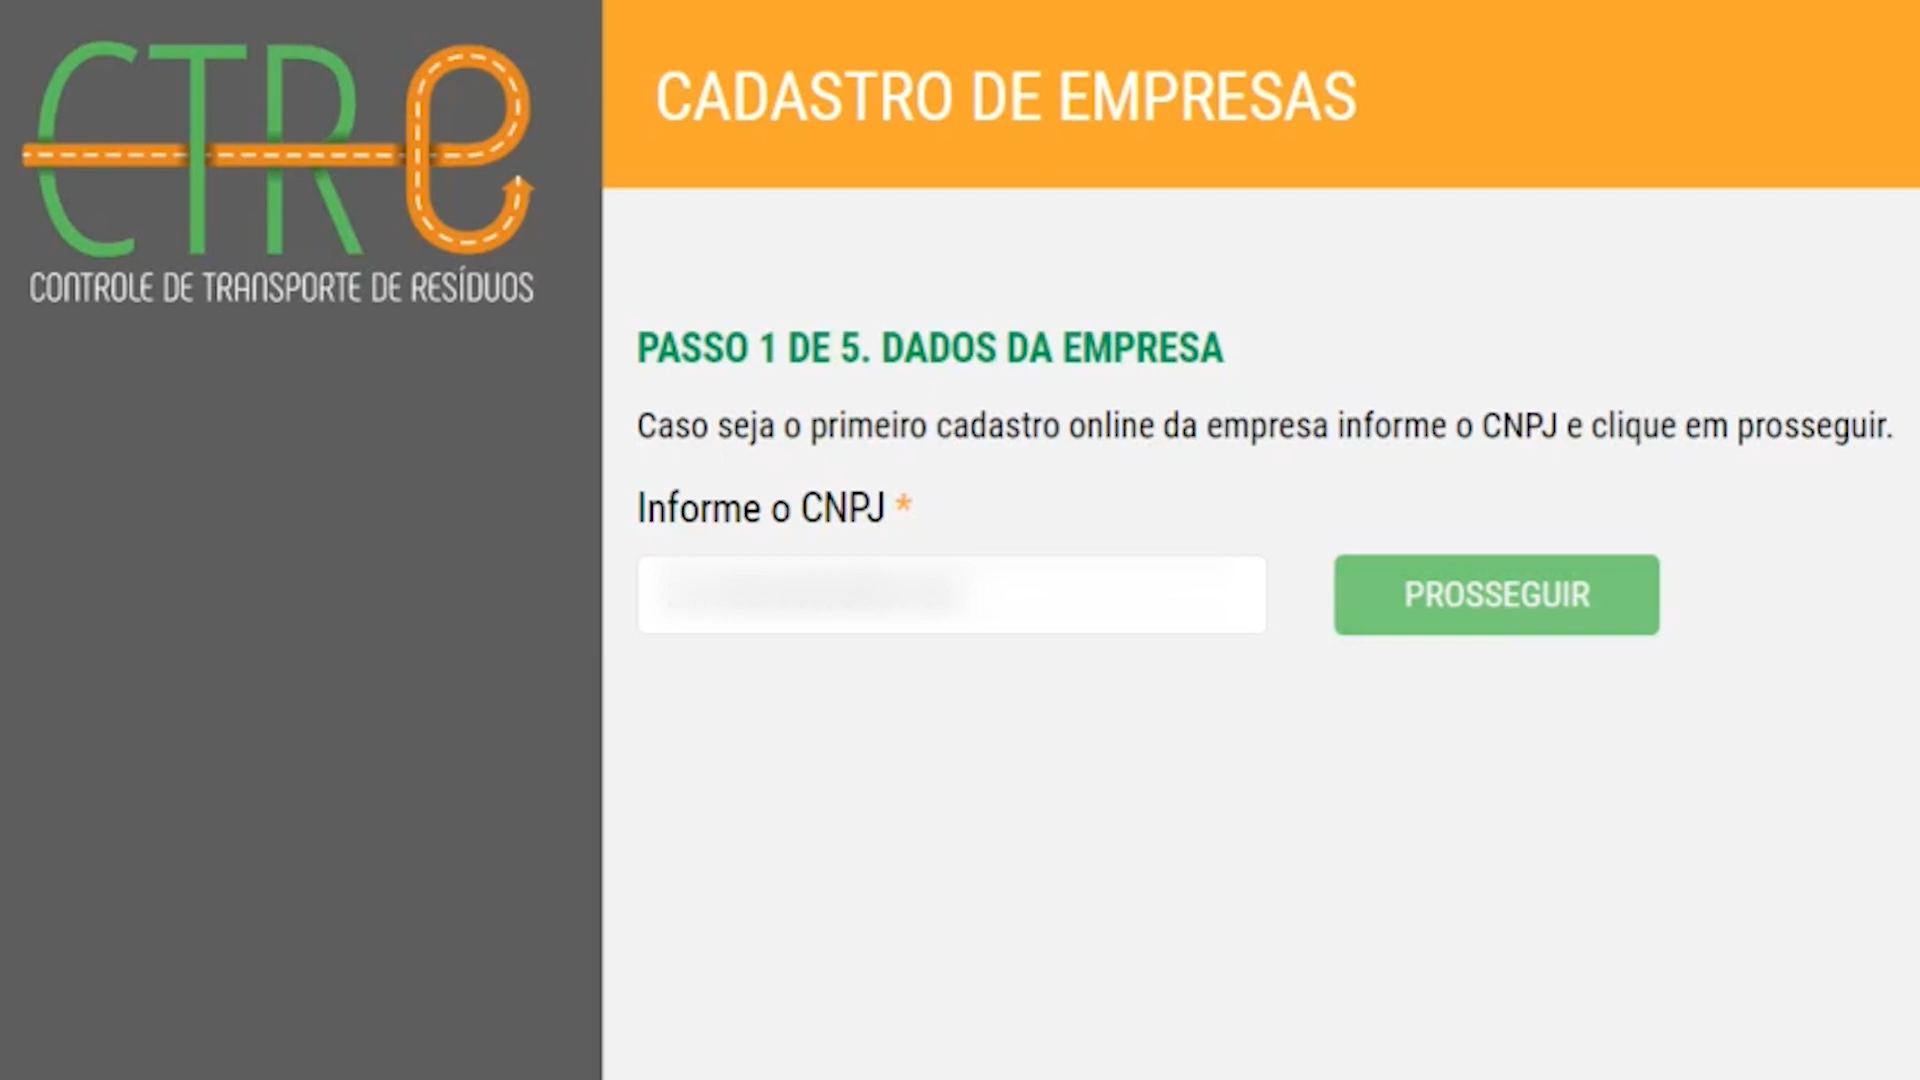 CTRe
CONTROLE DE TRANSPORTE DE RESÍDUOS
CADASTRO DE EMPRESAS
PASSO 1 DE 5. DADOS DA EMPRESA
Caso seja o primeiro cadastro online da empresa informe o CNPJ e clique em prosseguir.
Informe o CNPJ *
PROSSEGUIR